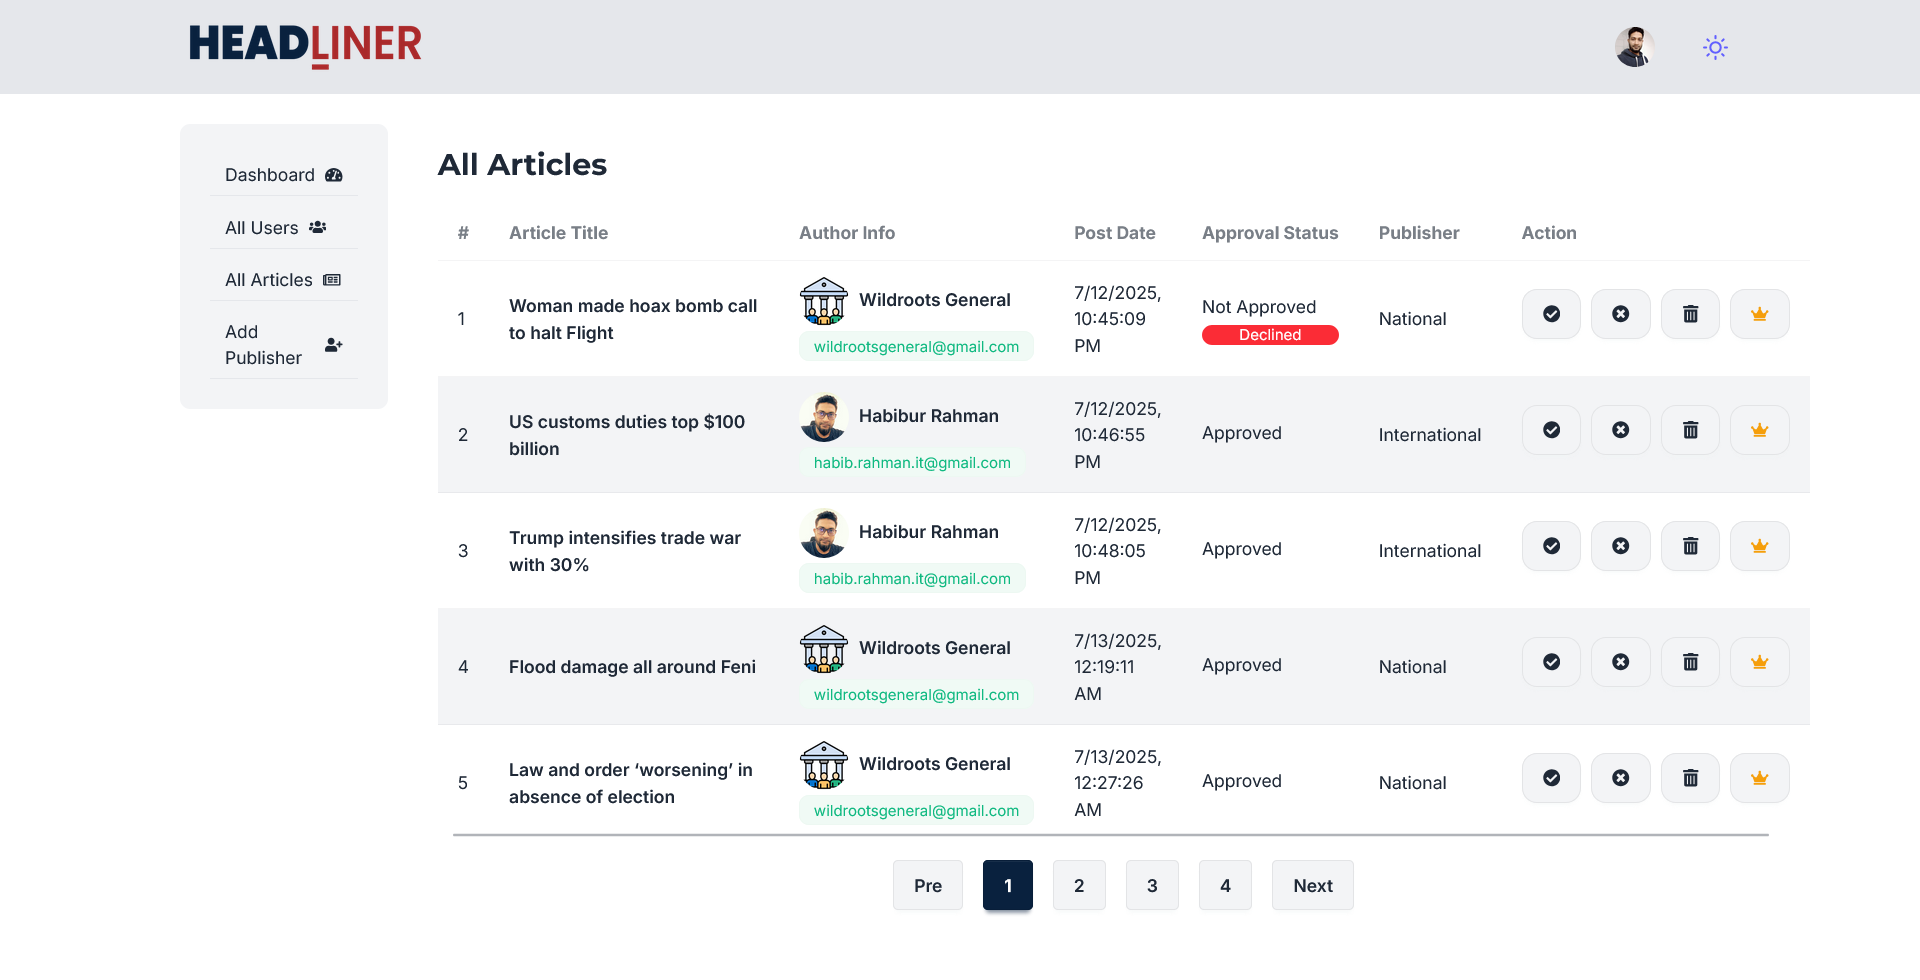 HEADLINER
Dashboard
All Users
All Articles
Add
Publisher
All Articles
# Article Title Author Info Post Date Approval Status Publisher Action
1
Woman made hoax bomb call
to halt Flight
Wildroots General
wildrootsgeneral@gmail.com
7/12/2025,
10:45:09
PM
Not Approved
Declined
National
2
US customs duties top $100
billion
Habibur Rahman
habib.rahman.it@gmail.com
7/12/2025,
10:46:55
PM
Approved
International
3
Trump intensifies trade war
with 30%
Habibur Rahman
habib.rahman.it@gmail.com
7/12/2025,
10:48:05
PM
Approved
International
4
Flood damage all around Feni
Wildroots General
wildrootsgeneral@gmail.com
7/13/2025,
12:19:11
AM
Approved
National
5
Law and order ‘worsening’ in
absence of election
Wildroots General
wildrootsgeneral@gmail.com
7/13/2025,
12:27:26
AM
Approved
National
Pre 1 2 3 4 Next